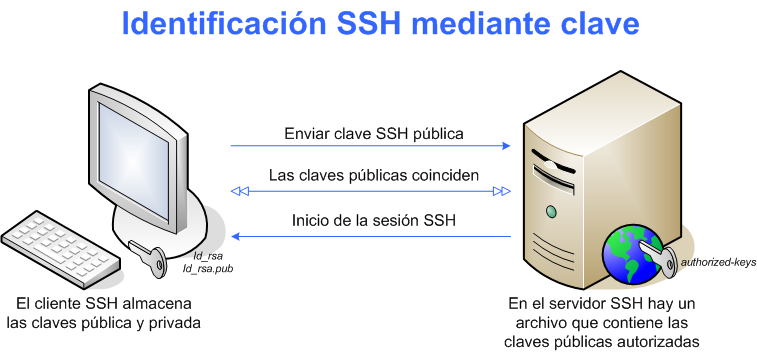 Identificación SSH mediante clave
Enviar clave SSH pública
Las claves públicas coinciden
Inicio de la sesión SSH
Id_rsa
Id_rsa.pub
authorized-keys
El cliente SSH almacena
las claves pública y privada
En el servidor SSH hay un
archivo que contiene las
claves públicas autorizadas